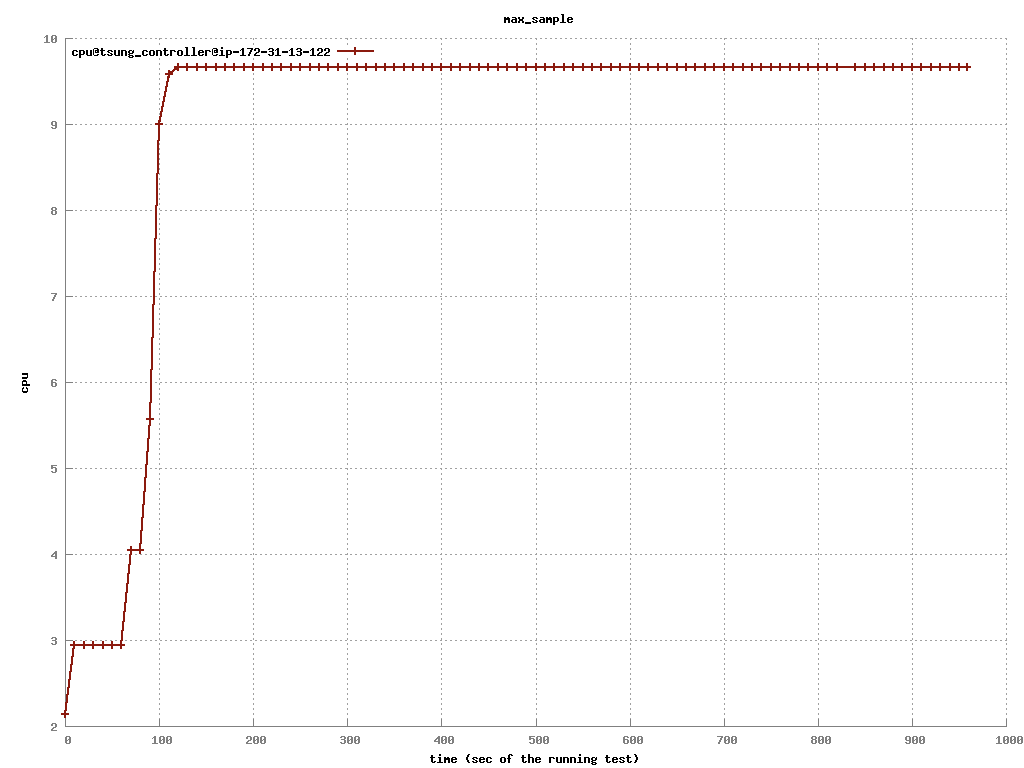 max_sample
10
cpu@tsung_controller@ip-172-31-13-122
9
8
7
6
cpu
5
4
3
2
0 100 200 300 400 500 600 700 800 900 1000
time (sec of the running test)